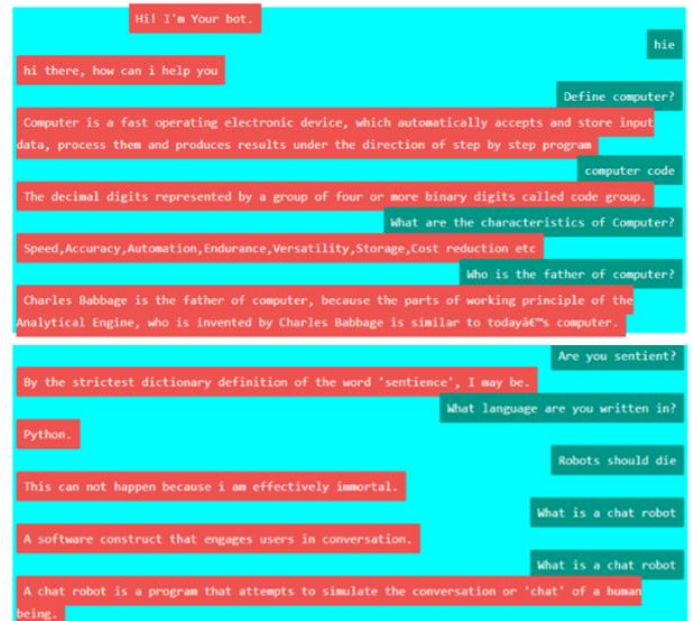 Hi! I'm Your bot.
hie
hi there, how can i help you
Define computer?
Computer is a fast operating electronic device, which automatically accepts and store input
data, process them and produces results under the direction of step by step program
computer code
The decimal digits represented by a group of four or more binary digits called code group.
What are the characteristics of Computer?
Speed,Accuracy,Automation,Endurance,Versatility,Storage,Cost reduction etc
Who is the father of computer?
Charles Babbage is the father of computer, because the parts of working principle of the
Analytical Engine, who is invented by Charles Babbage is similar to todayâ€™s computer.
Are you sentient?
By the strictest dictionary definition of the word 'sentience', I may be.
What language are you written in?
Python.
Robots should die
This can not happen because i am effectively immortal.
What is a chat robot
A software construct that engages users in conversation.
What is a chat robot
A chat robot is a program that attempts to simulate the conversation or 'chat' of a human
being.